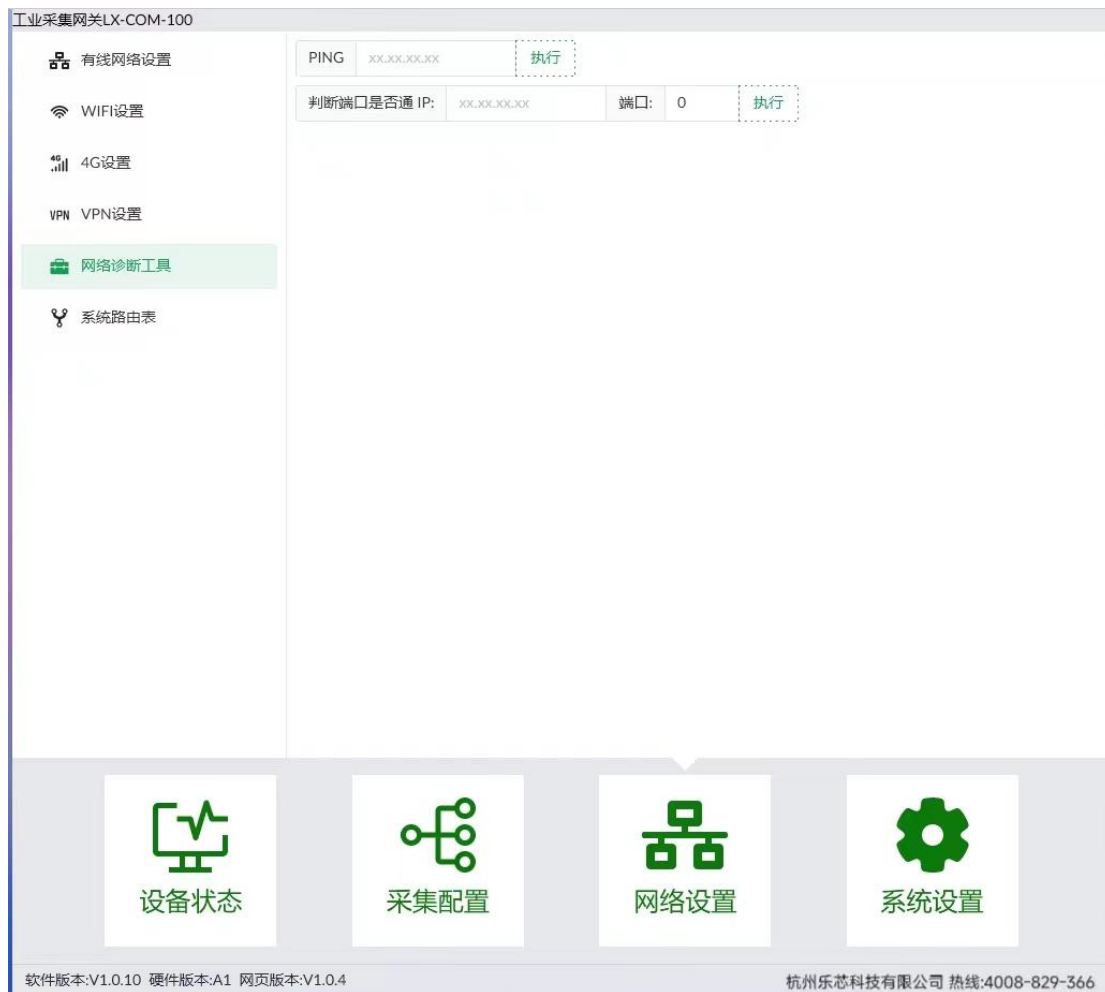 工业采集网关LX-COM-100
有线网络设置
WIFI设置
4G 4G设置
VPN VPN设置
网络诊断工具
系统路由表
PING xx.xx.xx.xx 执行
判断端口是否通 IP: xx.xx.xx.xx 端口: 0 执行
设备状态 采集配置 网络设置 系统设置
软件版本:V1.0.10 硬件版本:A1 网页版本:V1.0.4 杭州乐芯科技有限公司 热线:4008-829-366